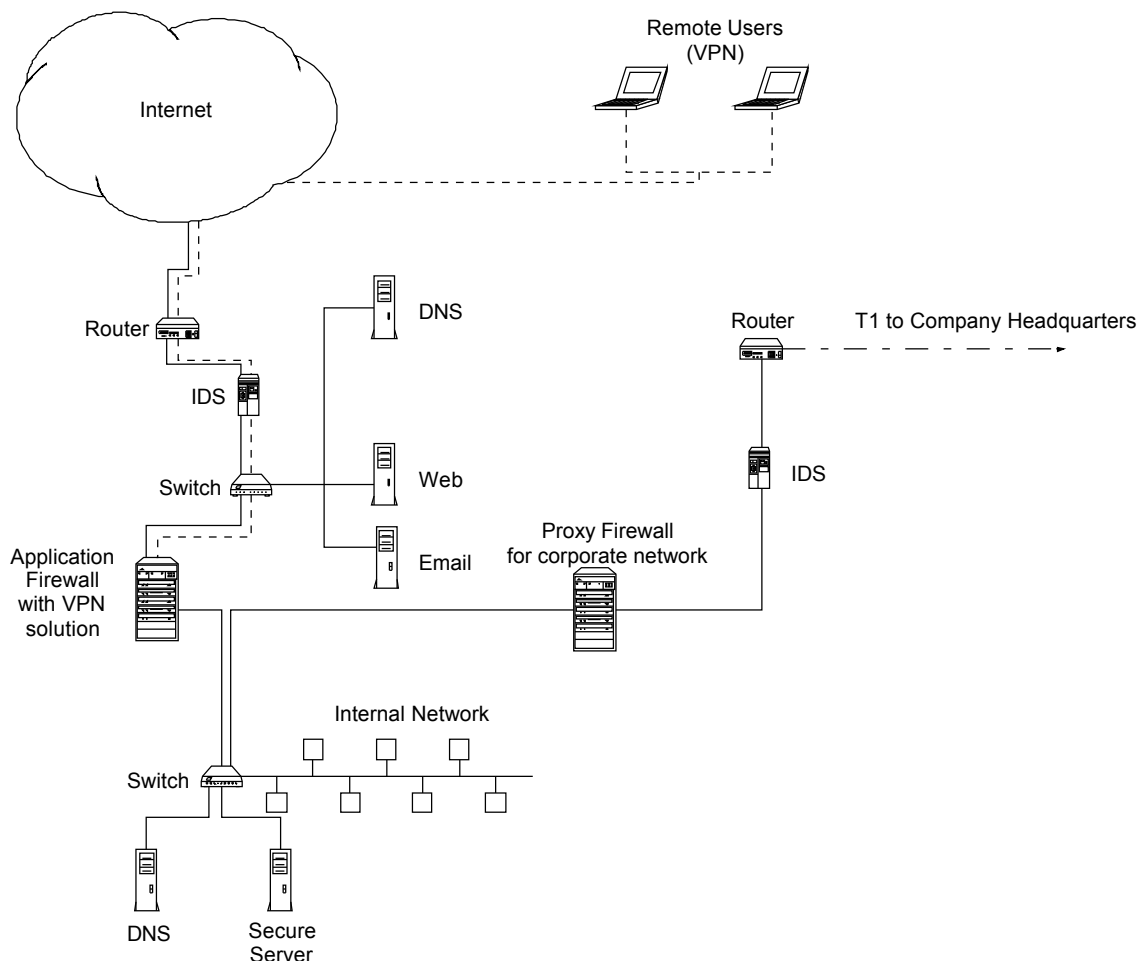 Remote Users
(VPN)
Internet
DNS
Router
Router
T1 to Company Headquarters
IDS
Switch
Web
IDS
Proxy Firewall
for corporate network
Application
Firewall
with VPN
solution
Email
Internal Network
Switch
DNS
Secure
Server